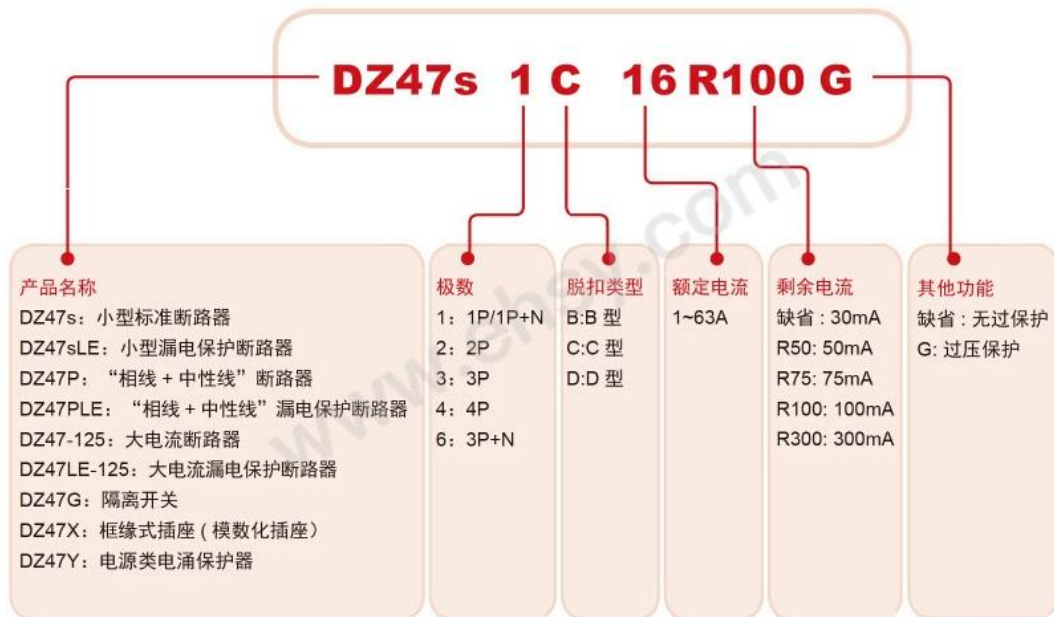 DZ47s 1 C 16 R100 G
产品名称
DZ47s：小型标准断路器
DZ47sLE：小型漏电保护断路器
DZ47P：“相线 + 中性线”断路器
DZ47PLE：“相线 + 中性线”漏电保护断路器
DZ47-125：大电流断路器
DZ47LE-125：大电流漏电保护断路器
DZ47G：隔离开关
DZ47X：框缘式插座 ( 模数化插座）
DZ47Y：电源类电涌保护器
极数
1：1P/1P+N
2：2P
3：3P
4：4P
6：3P+N
脱扣类型
B:B 型
C:C 型
D:D 型
额定电流
1~63A
剩余电流
缺省 : 30mA
R50: 50mA
R75: 75mA
R100: 100mA
R300: 300mA
其他功能
缺省 : 无过保护
G: 过压保护
www.ehsy.com